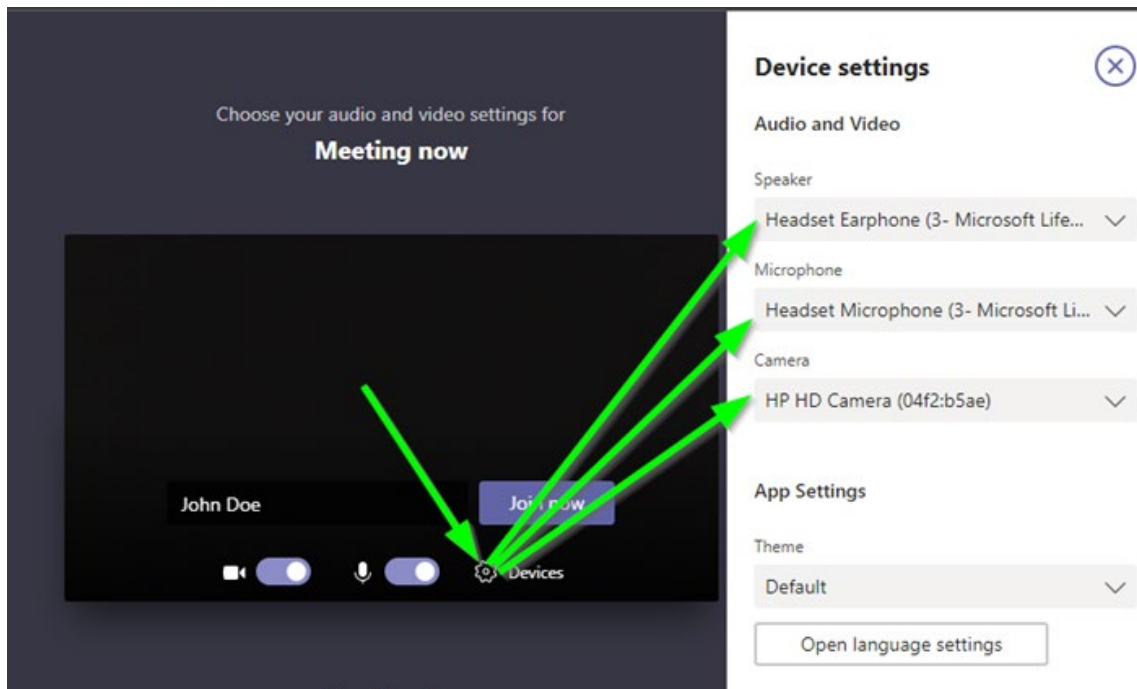 Choose your audio and video settings for
Meeting now
John Doe
Join now
Devices
Device settings
Audio and Video
Speaker
Headset Earphone (3- Microsoft Life...
Microphone
Headset Microphone (3- Microsoft Li...
Camera
HP HD Camera (04f2:b5ae)
App Settings
Theme
Default
Open language settings